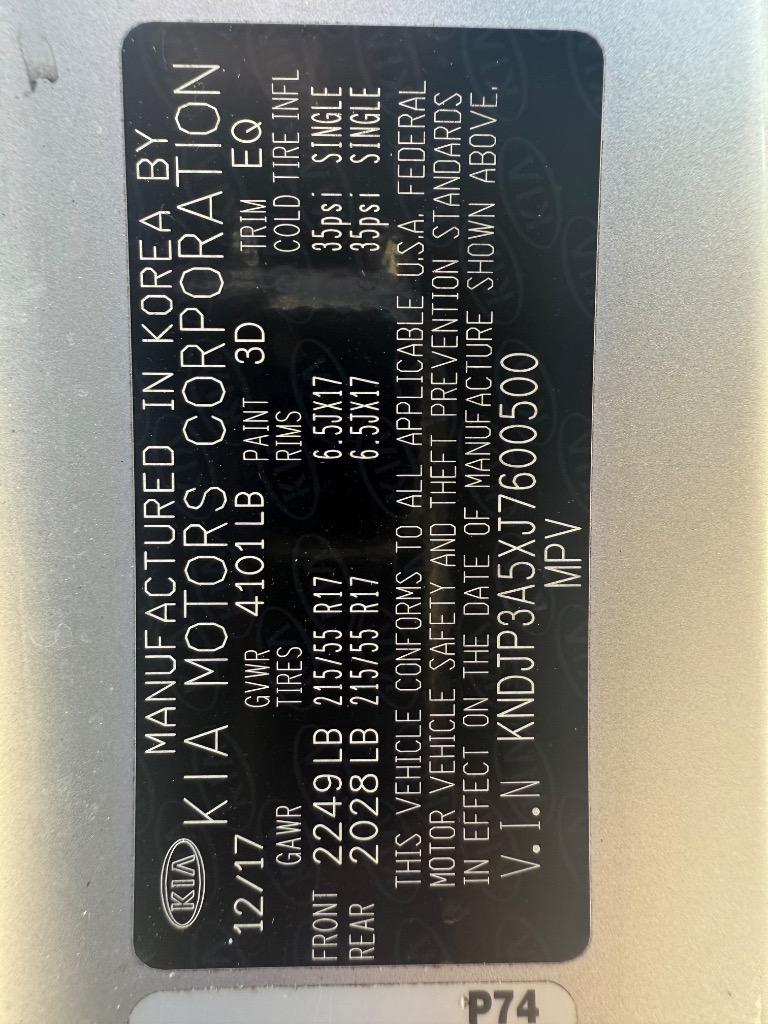 MANUFACTURED IN KOREA BY
KIA KIA MOTORS CORPORATION
12/17 GVWR 4101LB PAINT 3D TRIM EQ
GAWR TIRES RIMS COLD TIRE INFL
FRONT 2249LB 215/55 R17 6.5JX17 35psi SINGLE
REAR 2028LB 215/55 R17 6.5JX17 35psi SINGLE
THIS VEHICLE CONFORMS TO ALL APPLICABLE U.S.A. FEDERAL
MOTOR VEHICLE SAFETY AND THEFT PREVENTION STANDARDS
IN EFFECT ON THE DATE OF MANUFACTURE SHOWN ABOVE.
V.I.N KNDJP3A5XJ7600500
MPV
P74